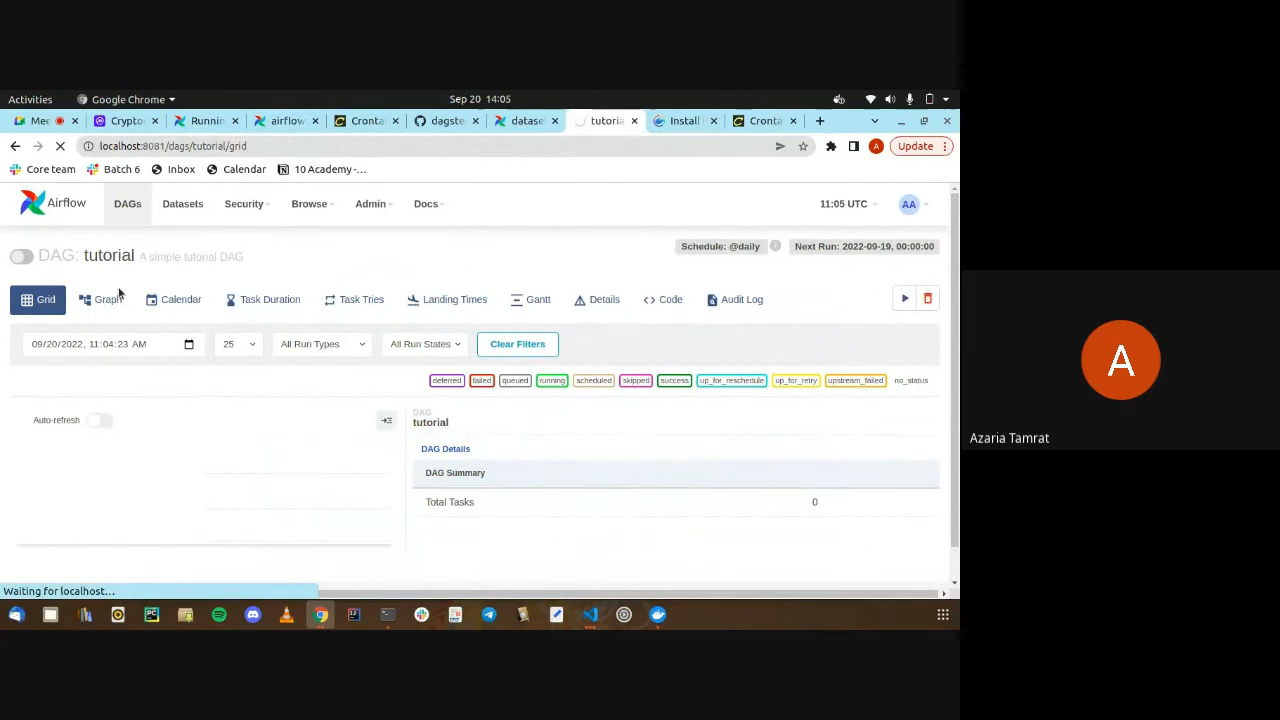 Activities Google Chrome Sep 20 14:05
Mee Crypto Runnin airflow Cronta dagste datase tutoria Install Cronta
localhost:8081/dags/tutorial/grid A Update
Core team Batch 6 Inbox Calendar 10 Academy -...
Airflow DAGs Datasets Security Browse Admin Docs 11:05 UTC AA
DAG: tutorial A simple tutorial DAG Schedule: @daily i Next Run: 2022-09-19, 00:00:00
Grid Graph Calendar Task Duration Task Tries Landing Times Gantt Details Code Audit Log
09/20/2022, 11:04:23 AM 25 All Run Types All Run States Clear Filters
deferred failed queued running scheduled skipped success up_for_reschedule up_for_retry upstream_failed no_status
Auto-refresh
DAG
tutorial
DAG Details
DAG Summary
Total Tasks 0
Waiting for localhost...
A
Azaria Tamrat